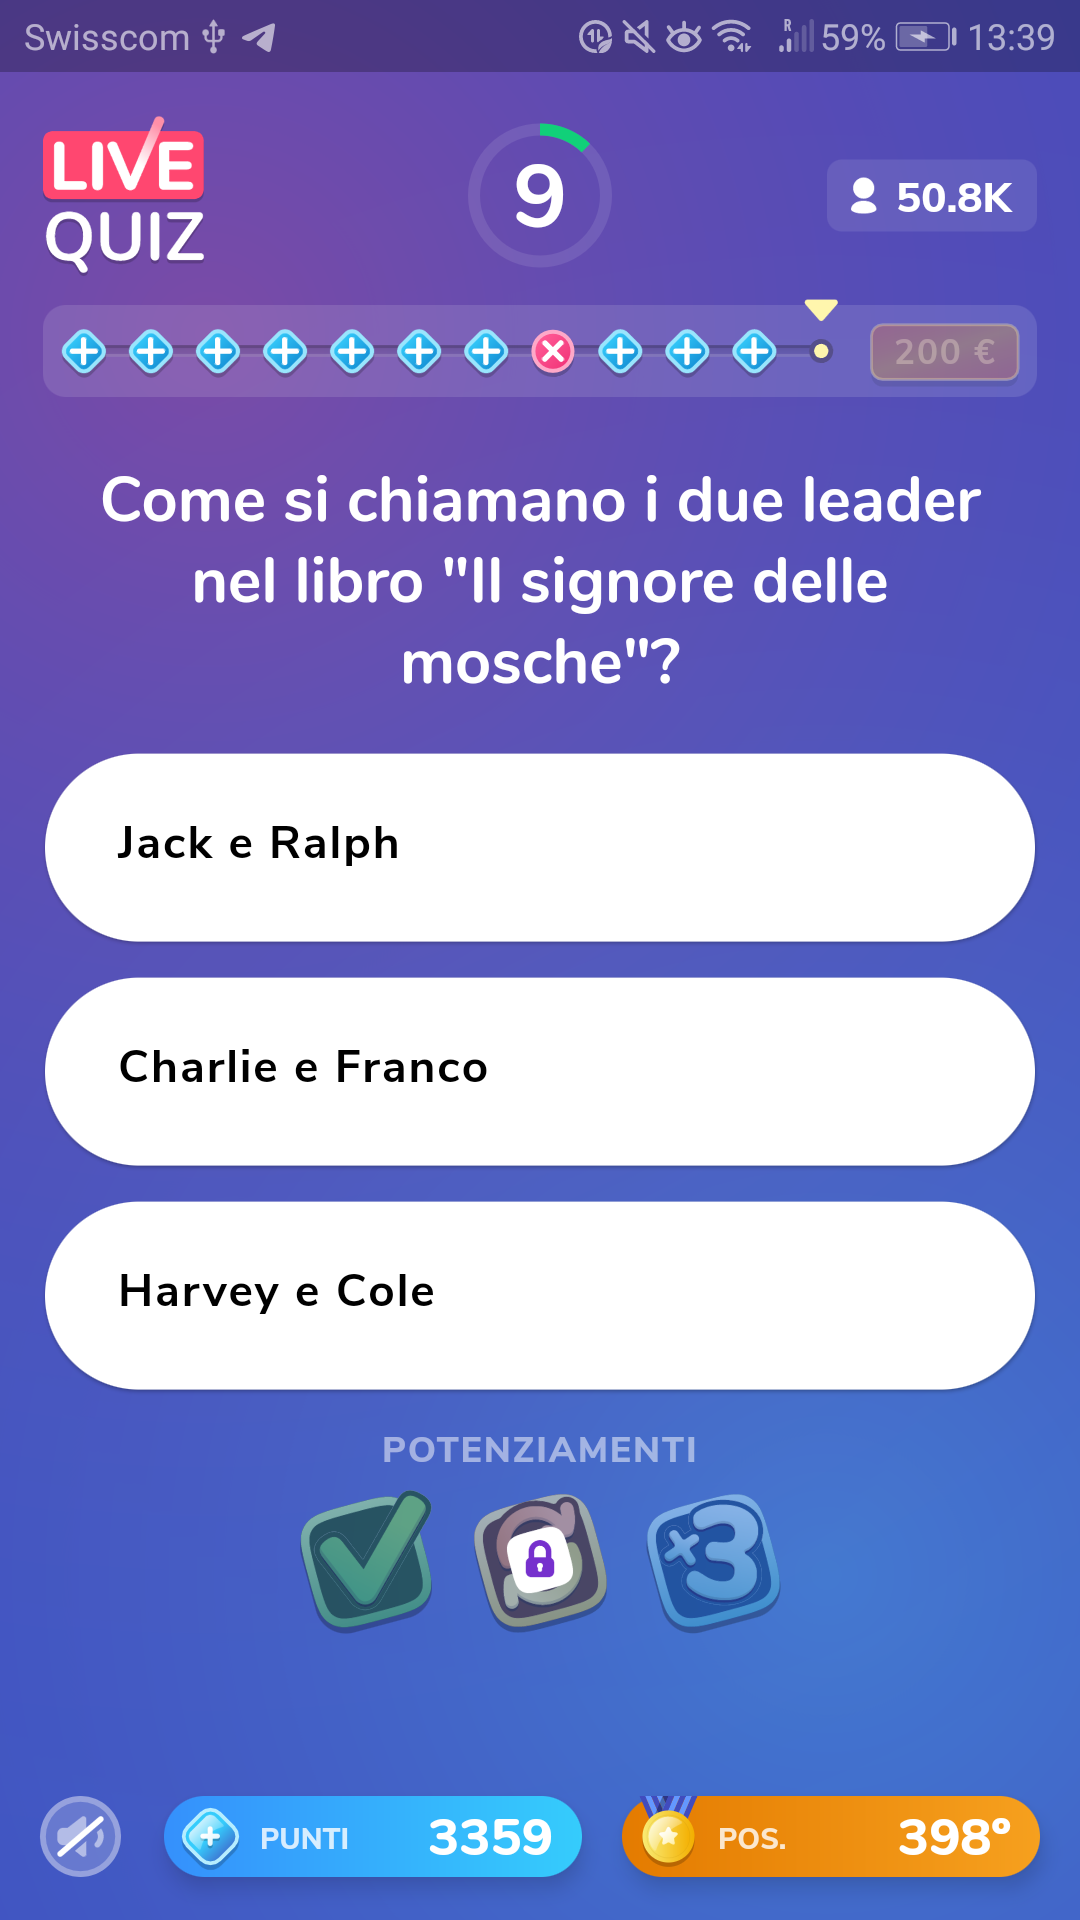 Swisscom 59% 13:39
LIVE
QUIZ
9
50.8K
200 €
Come si chiamano i due leader
nel libro "Il signore delle
mosche"?
Jack e Ralph
Charlie e Franco
Harvey e Cole
POTENZIAMENTI
×3
PUNTI 3359
POS. 398º